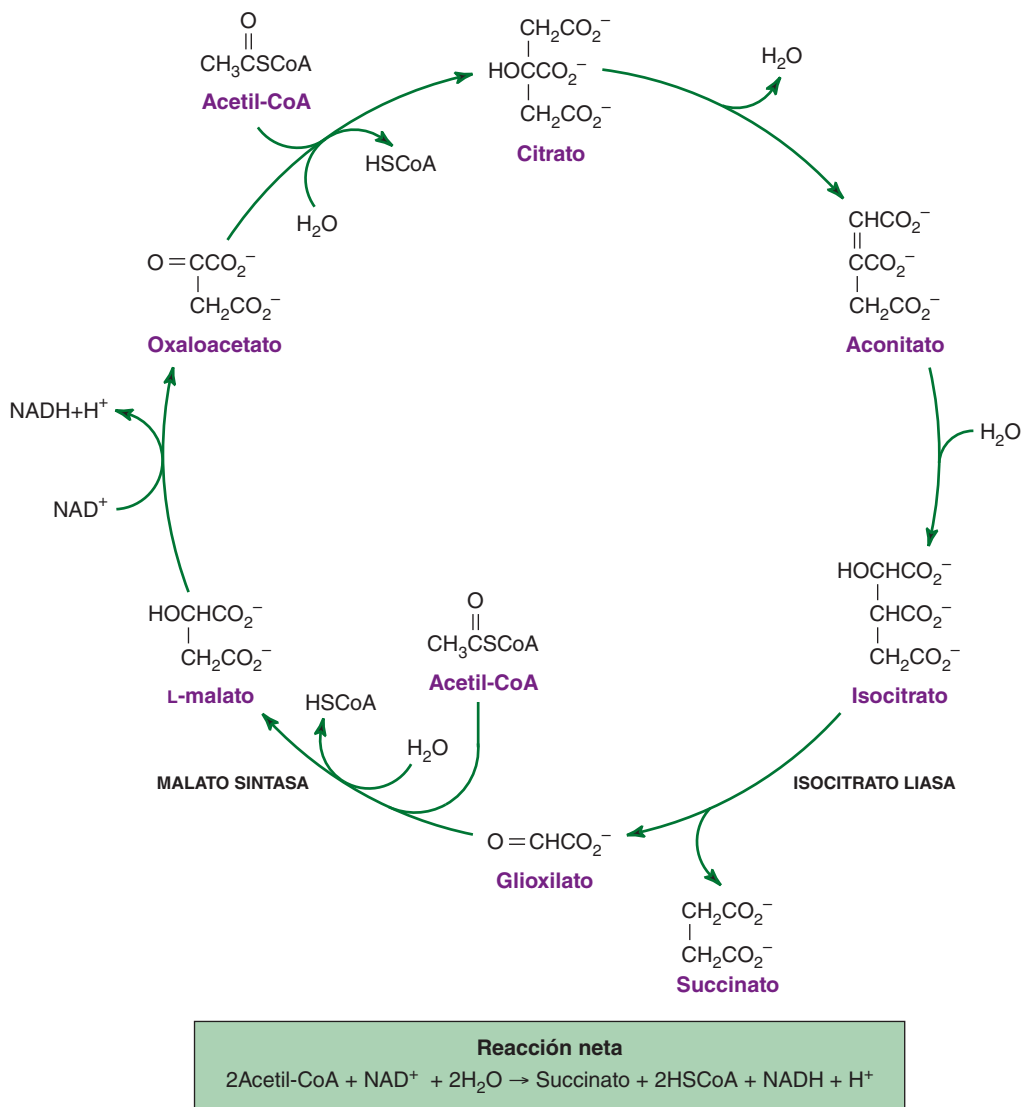 O
||
CH₃CSCoA
Acetil-CoA
CH₂CO₂⁻
HOCCO₂⁻
CH₂CO₂⁻
Citrato
H₂O
HSCoA
H₂O
CHCO₂⁻
||
CCO₂⁻
CH₂CO₂⁻
Aconitato
O=CCO₂⁻
CH₂CO₂⁻
Oxaloacetato
NADH+H⁺
NAD⁺
H₂O
HOCHCO₂⁻
CHCO₂⁻
CH₂CO₂⁻
Isocitrato
HOCHCO₂⁻
CH₂CO₂⁻
L-malato
O
||
CH₃CSCoA
Acetil-CoA
HSCoA
H₂O
MALATO SINTASA
ISOCITRATO LIASA
O=CHCO₂⁻
Glioxilato
CH₂CO₂⁻
CH₂CO₂⁻
Succinato
Reacción neta
2Acetil-CoA + NAD⁺ + 2H₂O → Succinato + 2HSCoA + NADH + H⁺